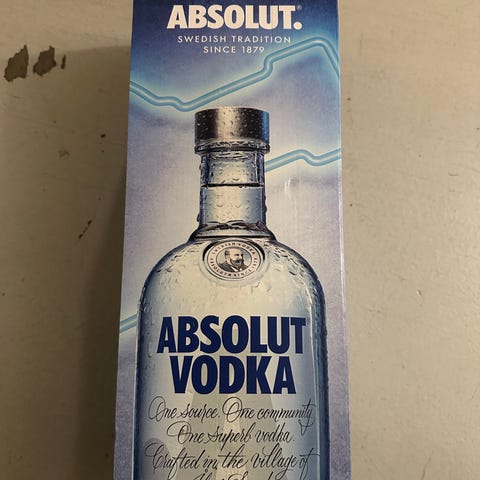 ABSOLUT.®
SWEDISH TRADITION
SINCE 1879
ABSOLUT
VODKA
One source. One community
One superb vodka.
Crafted in the village of